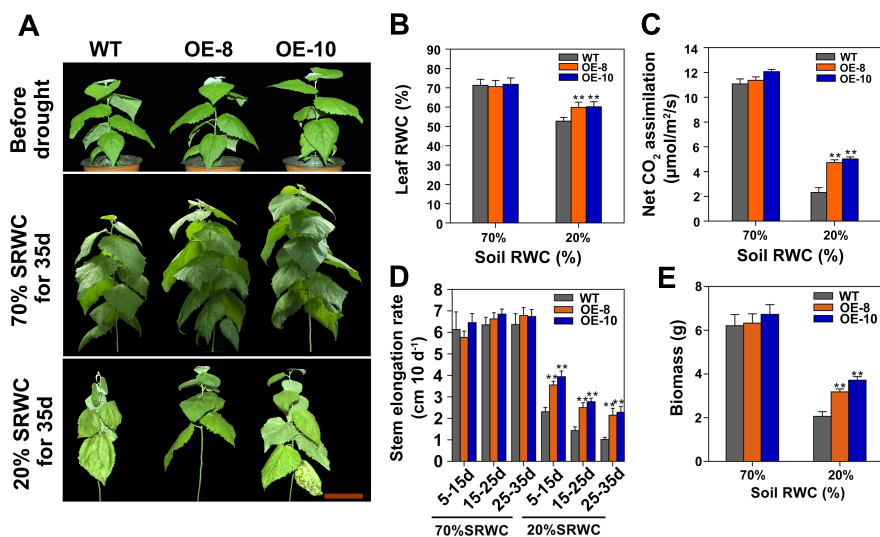 A
WT OE-8 OE-10
Before
drought
70% SRWC
for 35d
20% SRWC
for 35d
B
Leaf RWC (%)
90
80
70
60
50
40
30
20
10
0
WT
OE-8
OE-10
** **
70% 20%
Soil RWC (%)
C
Net CO2 assimilation
(μmol/m²/s)
14
12
10
8
6
4
2
0
WT
OE-8
OE-10
** **
70% 20%
Soil RWC (%)
D
Stem elongation rate
(cm 10 d⁻¹)
8
7
6
5
4
3
2
1
0
WT
OE-8
OE-10
** **
** **
** **
5-15d 15-25d 25-35d 5-15d 15-25d 25-35d
70%SRWC 20%SRWC
E
Biomass (g)
8
6
4
2
0
WT
OE-8
OE-10
** **
70% 20%
Soil RWC (%)